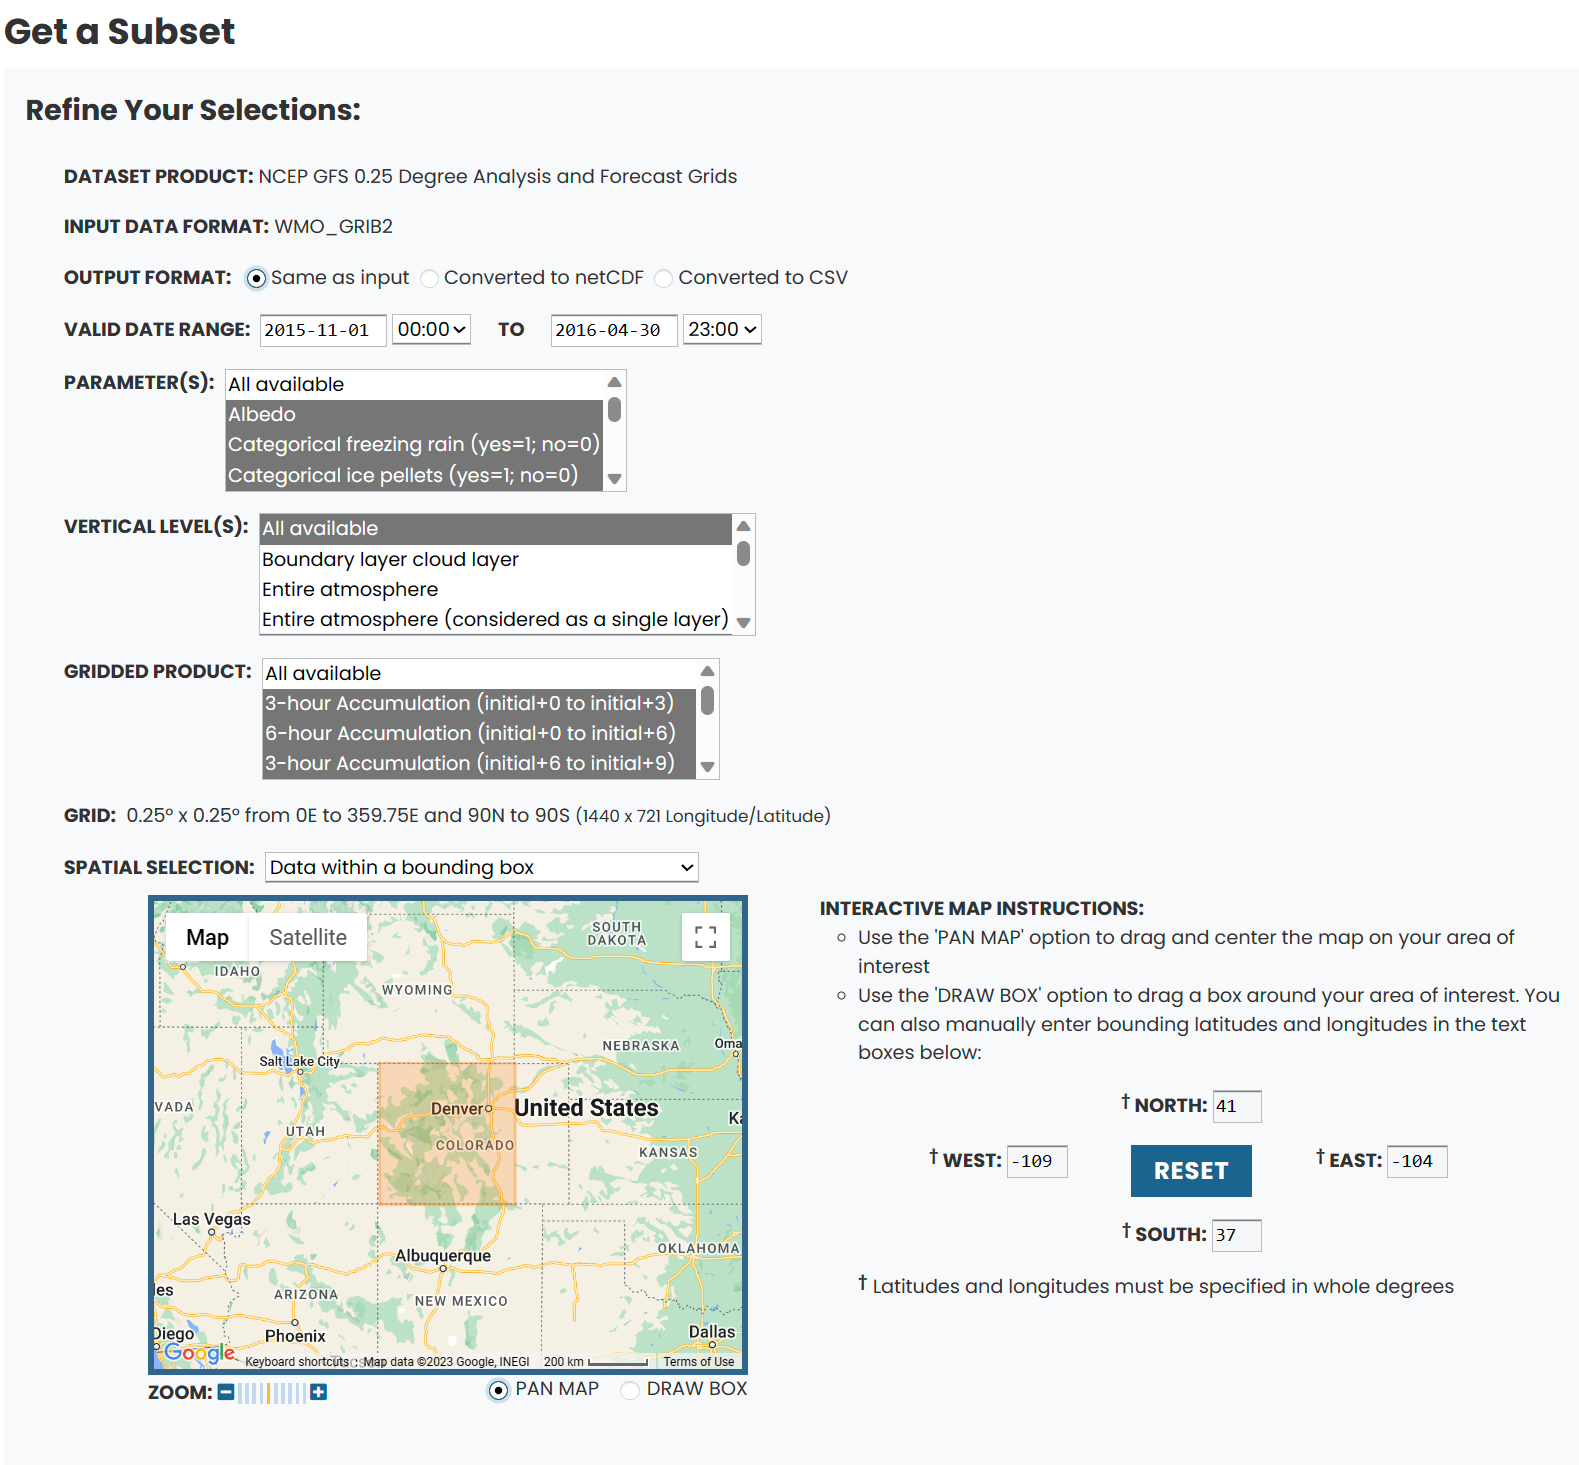 Get a Subset
Refine Your Selections:
DATASET PRODUCT: NCEP GFS 0.25 Degree Analysis and Forecast Grids
INPUT DATA FORMAT: WMO_GRIB2
OUTPUT FORMAT: Same as input Converted to netCDF Converted to CSV
VALID DATE RANGE: 2015-11-01 00:00 TO 2016-04-30 23:00
PARAMETER(S): All available
Albedo
Categorical freezing rain (yes=1; no=0)
Categorical ice pellets (yes=1; no=0)
VERTICAL LEVEL(S): All available
Boundary layer cloud layer
Entire atmosphere
Entire atmosphere (considered as a single layer)
GRIDDED PRODUCT: All available
3-hour Accumulation (initial+0 to initial+3)
6-hour Accumulation (initial+0 to initial+6)
3-hour Accumulation (initial+6 to initial+9)
GRID: 0.25° x 0.25° from 0E to 359.75E and 90N to 90S (1440 x 721 Longitude/Latitude)
SPATIAL SELECTION: Data within a bounding box
Map Satellite
SOUTH
DAKOTA
IDAHO
WYOMING
NEBRASKA
Oma
Salt Lake City
VADA
Denver
United States
Ka
UTAH
COLORADO
KANSAS
Las Vegas
Albuquerque
OKLAHOMA
les
ARIZONA
NEW MEXICO
Diego
Phoenix
Dallas
Google
Keyboard shortcuts Map data ©2023 Google, INEGI 200 km Terms of Use
ZOOM: PAN MAP DRAW BOX
INTERACTIVE MAP INSTRUCTIONS:
Use the 'PAN MAP' option to drag and center the map on your area of
interest
Use the 'DRAW BOX' option to drag a box around your area of interest. You
can also manually enter bounding latitudes and longitudes in the text
boxes below:
† NORTH: 41
† WEST: -109 RESET † EAST: -104
† SOUTH: 37
† Latitudes and longitudes must be specified in whole degrees